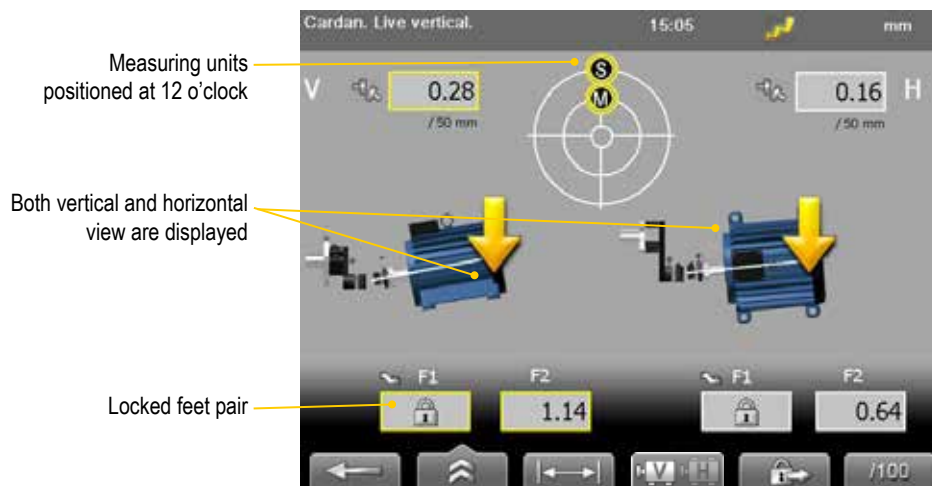 Cardan. Live vertical. 15:05 mm
Measuring units
positioned at 12 o'clock
V 0.28 S M 0.16 H
/ 50 mm / 50 mm
Both vertical and horizontal
view are displayed
F1 F2 F1 F2
Locked feet pair
1.14 0.64
V H /100